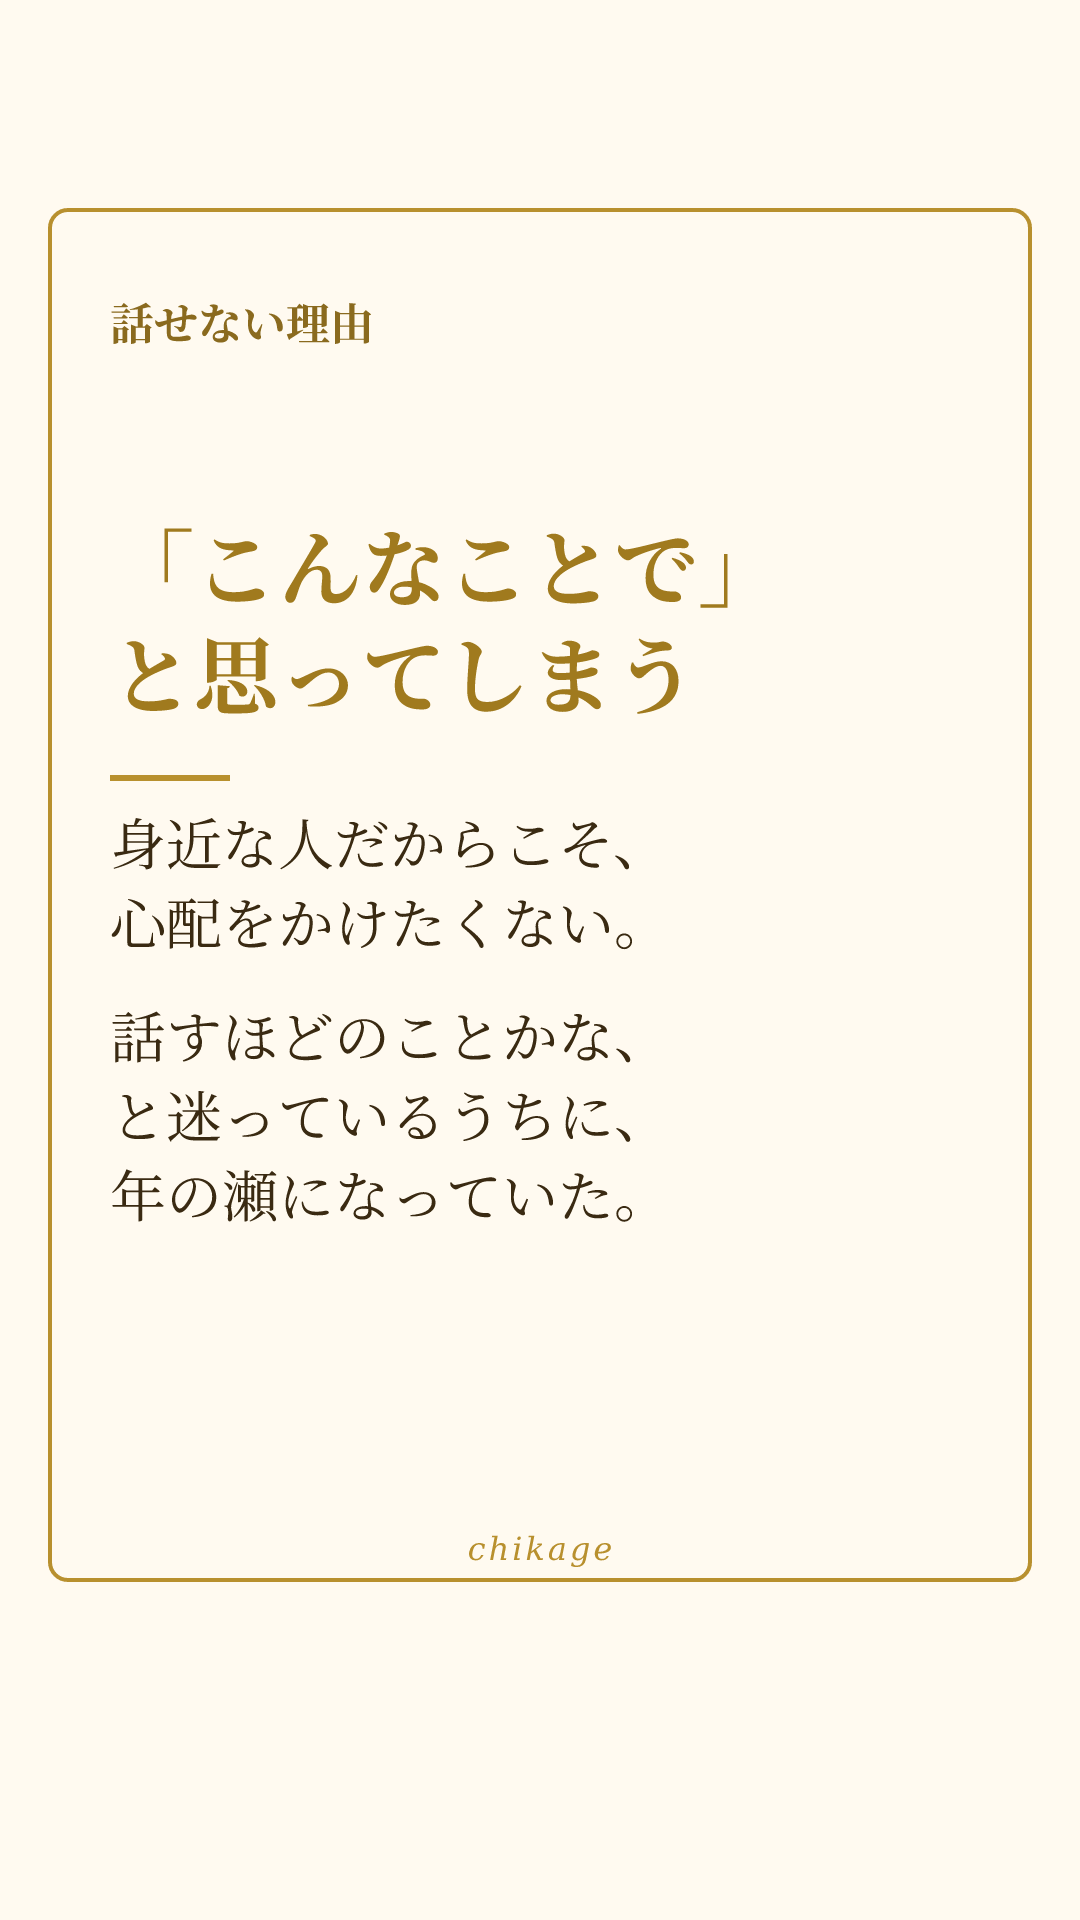 話せない理由
「こんなことで」
と思ってしまう
身近な人だからこそ、
心配をかけたくない。
話すほどのことかな、
と迷っているうちに、
年の瀬になっていた。
chikage